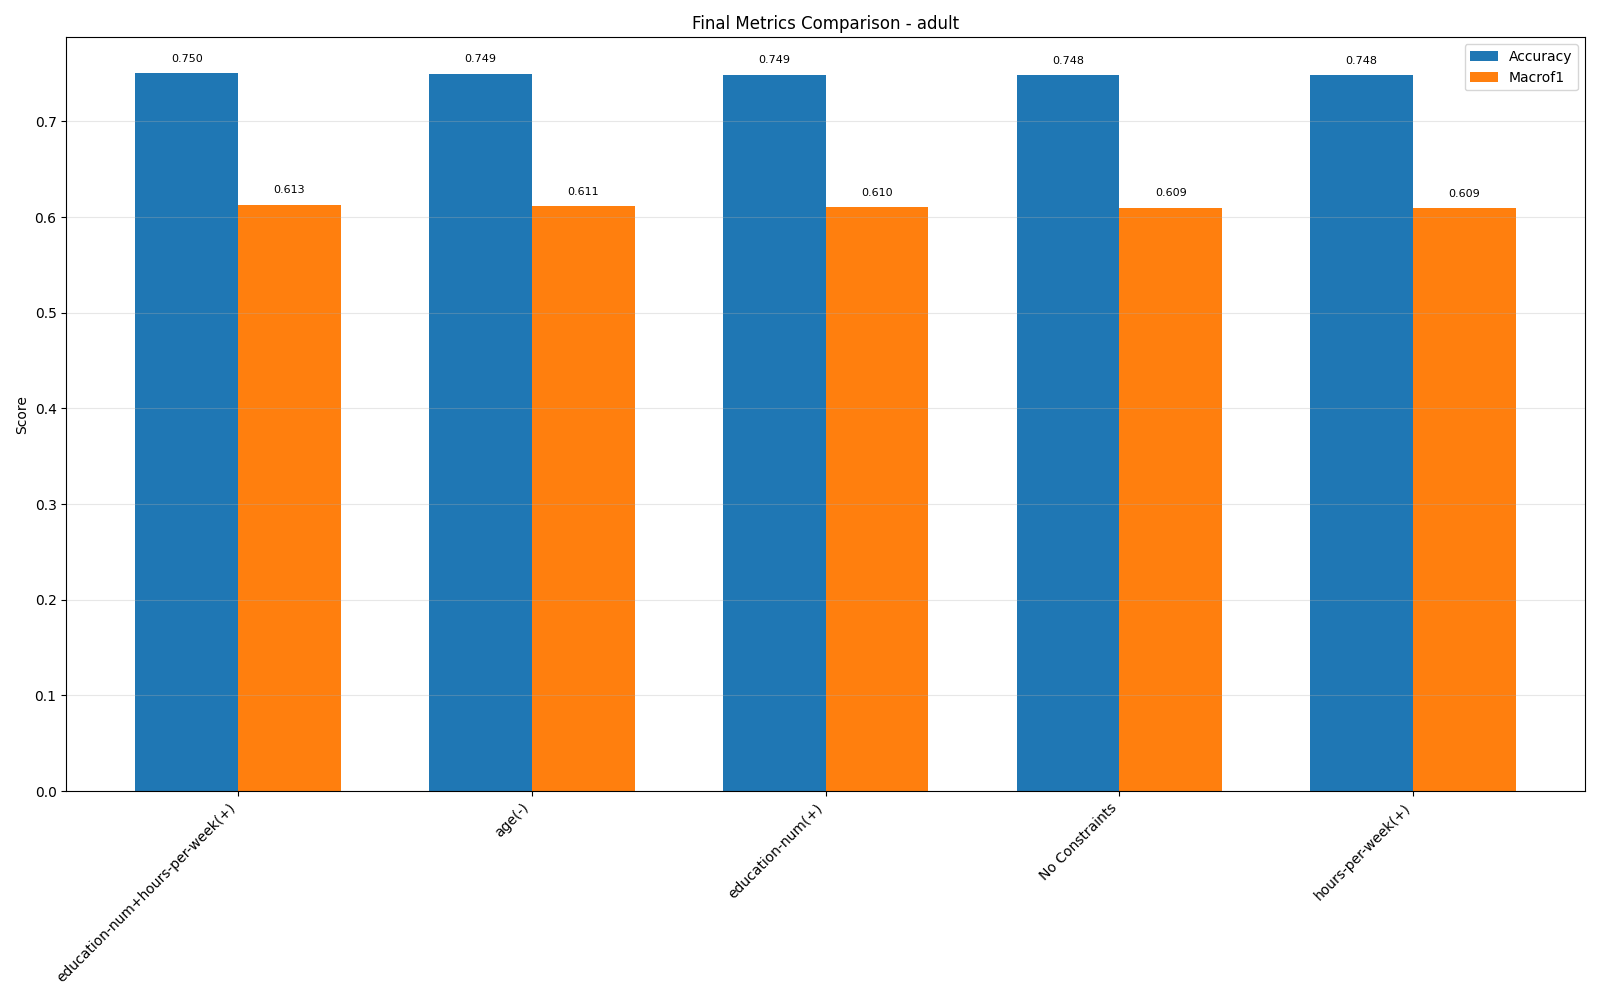 Final Metrics Comparison - adult
Accuracy
Macrof1
0.750
0.749
0.749
0.748
0.748
0.613
0.611
0.610
0.609
0.609
Score
0.7
0.6
0.5
0.4
0.3
0.2
0.1
0.0
education-num+hours-per-week(+)
age(-)
education-num(+)
No Constraints
hours-per-week(+)